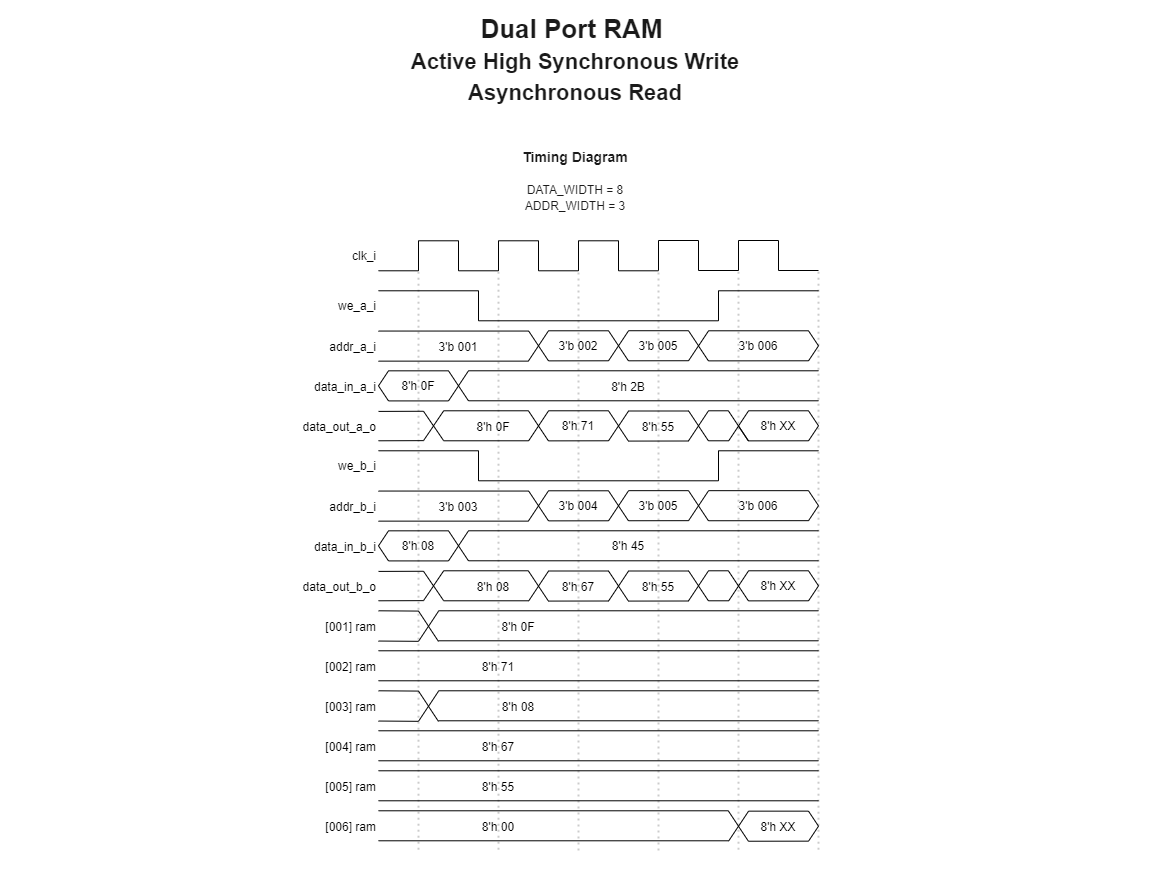 Dual Port RAM
Active High Synchronous Write
Asynchronous Read
Timing Diagram
DATA_WIDTH = 8
ADDR_WIDTH = 3
clk_i
we_a_i
addr_a_i 3'b 001 3'b 002 3'b 005 3'b 006
data_in_a_i 8'h 0F 8'h 2B
data_out_a_o 8'h 0F 8'h 71 8'h 55 8'h XX
we_b_i
addr_b_i 3'b 003 3'b 004 3'b 005 3'b 006
data_in_b_i 8'h 08 8'h 45
data_out_b_o 8'h 08 8'h 67 8'h 55 8'h XX
[001] ram 8'h 0F
[002] ram 8'h 71
[003] ram 8'h 08
[004] ram 8'h 67
[005] ram 8'h 55
[006] ram 8'h 00 8'h XX